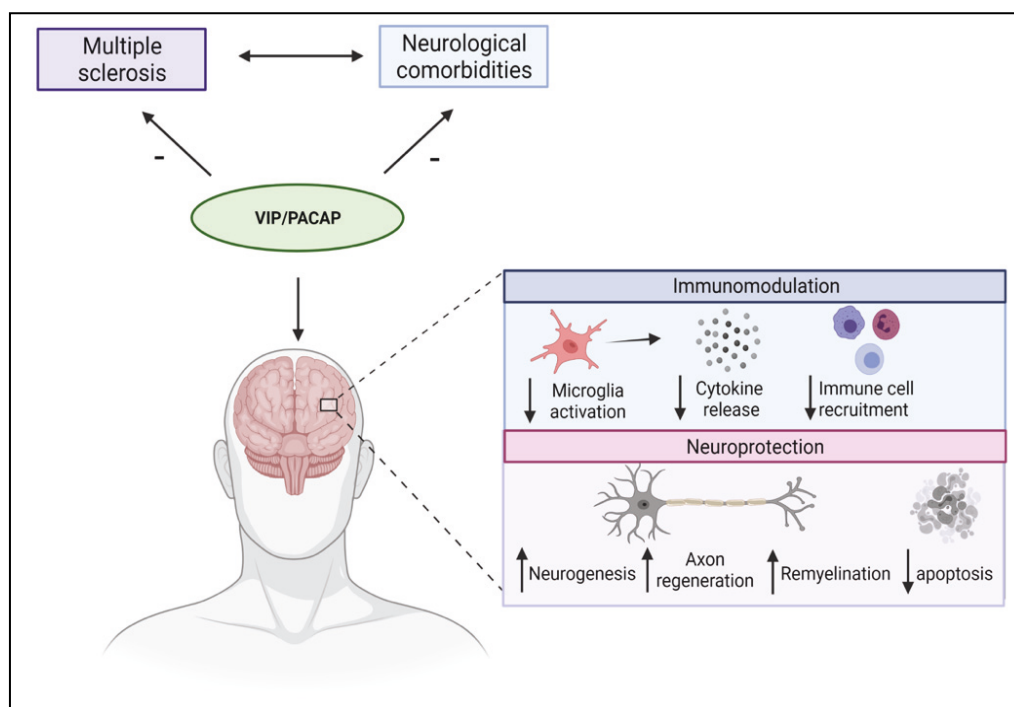 Multiple
sclerosis
Neurological
comorbidities
-
-
VIP/PACAP
Immunomodulation
Microglia
activation
Cytokine
release
Immune cell
recruitment
Neuroprotection
Neurogenesis
Axon
regeneration
Remyelination
apoptosis